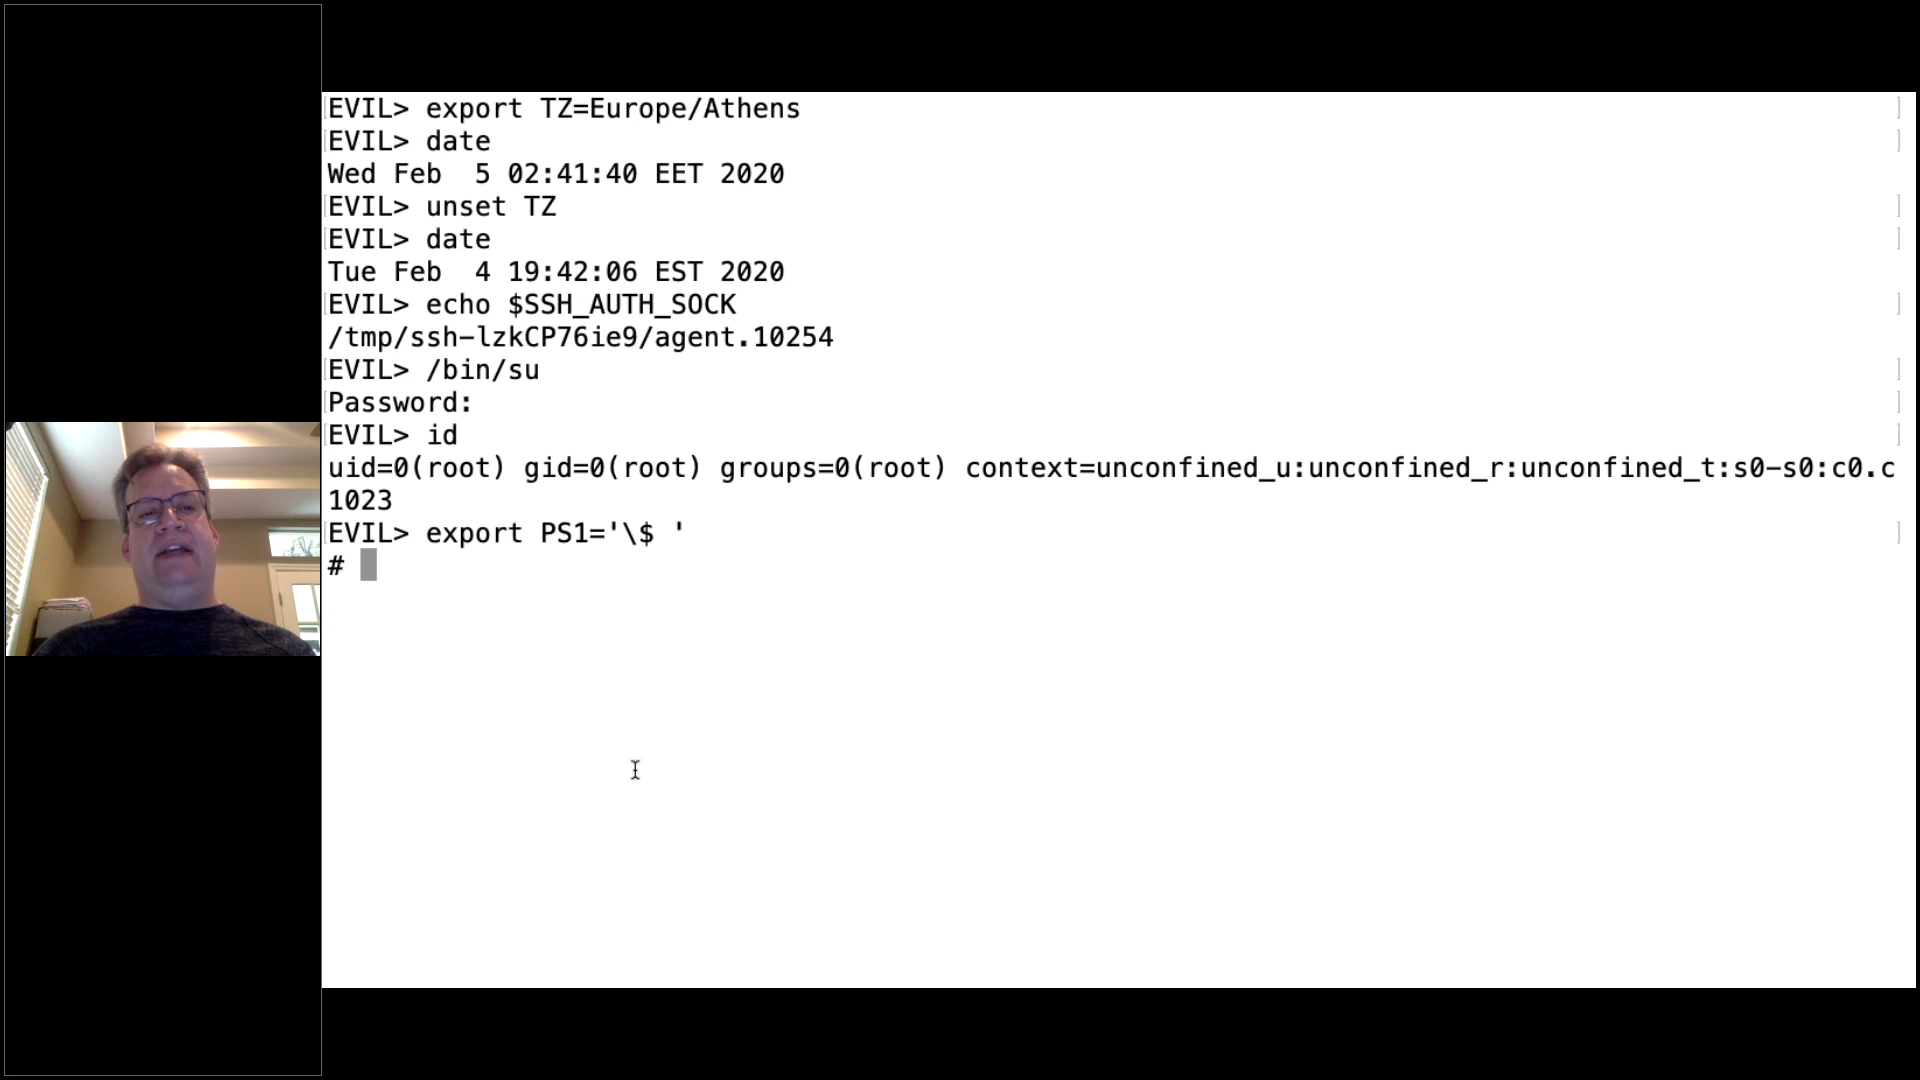 EVIL> export TZ=Europe/Athens
EVIL> date
Wed Feb  5 02:41:40 EET 2020
EVIL> unset TZ
EVIL> date
Tue Feb  4 19:42:06 EST 2020
EVIL> echo $SSH_AUTH_SOCK
/tmp/ssh-lzkCP76ie9/agent.10254
EVIL> /bin/su
Password:
EVIL> id
uid=0(root) gid=0(root) groups=0(root) context=unconfined_u:unconfined_r:unconfined_t:s0-s0:c0.c
1023
EVIL> export PS1='\$ '
#